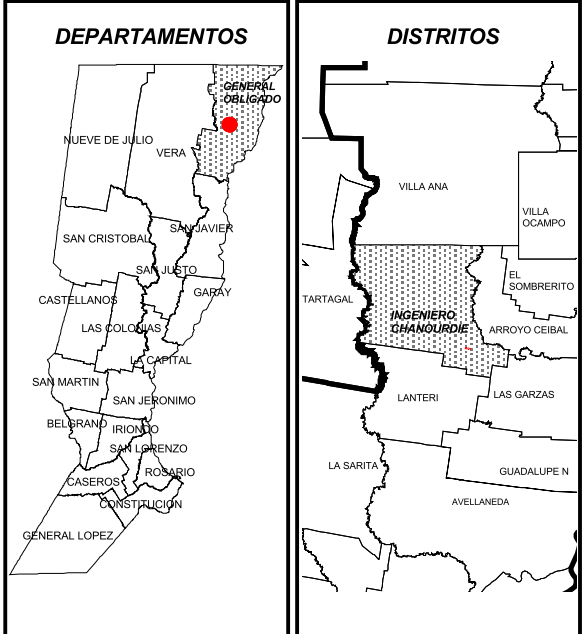 DEPARTAMENTOS
GENERAL
OBLIGADO
NUEVE DE JULIO
VERA
SAN JAVIER
SAN CRISTOBAL
SAN JUSTO
GARAY
CASTELLANOS
LAS COLONIAS
LA CAPITAL
SAN MARTIN
SAN JERONIMO
BELGRANO
IRIONDO
SAN LORENZO
ROSARIO
CASEROS
CONSTITUCION
GENERAL LOPEZ
DISTRITOS
VILLA ANA
VILLA
OCAMPO
EL
SOMBRERITO
TARTAGAL
INGENIERO
CHANOURDIE
ARROYO CEIBAL
LANTERI
LAS GARZAS
LA SARITA
GUADALUPE N
AVELLANEDA